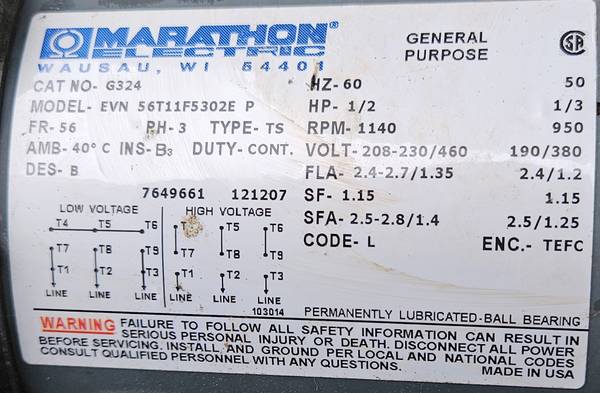 MARATHON®
ELECTRIC
WAUSAU, WI 54401
GENERAL PURPOSE
CAT NO- G324 HZ- 60 50
MODEL- EVN 56T11F5302E P HP- 1/2 1/3
FR- 56 PH- 3 TYPE- TS RPM- 1140 950
AMB- 40° C INS- B3 DUTY- CONT. VOLT- 208-230/460 190/380
DES- B FLA- 2.4-2.7/1.35 2.4/1.2
7649661 121207 SF- 1.15 1.15
LOW VOLTAGE HIGH VOLTAGE SFA- 2.5-2.8/1.4 2.5/1.25
T4 T5 T6 T5 T6 CODE- L ENC.- TEFC
T7 T8 T9 T7 T8 T9
T1 T2 T3 T1 T2 T3
LINE LINE LINE LINE LINE LINE
103014 PERMANENTLY LUBRICATED-BALL BEARING
WARNING FAILURE TO FOLLOW ALL SAFETY INFORMATION CAN RESULT IN
SERIOUS PERSONAL INJURY OR DEATH. DISCONNECT ALL POWER
BEFORE SERVICING. INSTALL AND GROUND PER LOCAL AND NATIONAL CODES
CONSULT QUALIFIED PERSONNEL WITH ANY QUESTIONS. MADE IN USA